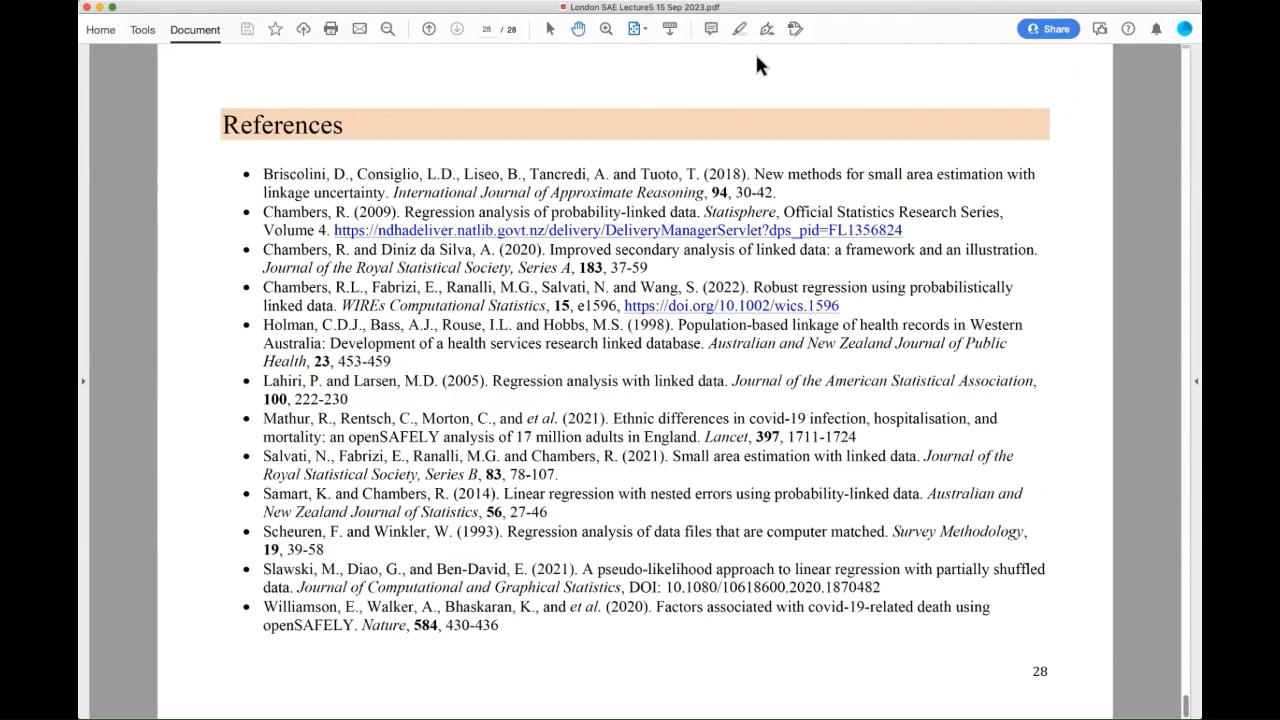 London SAE Lecture5 15 Sep 2023.pdf
Home Tools Document 28 / 28 Share
References
• Briscolini, D., Consiglio, L.D., Liseo, B., Tancredi, A. and Tuoto, T. (2018). New methods for small area estimation with
linkage uncertainty. International Journal of Approximate Reasoning, 94, 30-42.
• Chambers, R. (2009). Regression analysis of probability-linked data. Statisphere, Official Statistics Research Series,
Volume 4. https://ndhadeliver.natlib.govt.nz/delivery/DeliveryManagerServlet?dps_pid=FL1356824
• Chambers, R. and Diniz da Silva, A. (2020). Improved secondary analysis of linked data: a framework and an illustration.
Journal of the Royal Statistical Society, Series A, 183, 37-59
• Chambers, R.L., Fabrizi, E., Ranalli, M.G., Salvati, N. and Wang, S. (2022). Robust regression using probabilistically
linked data. WIREs Computational Statistics, 15, e1596, https://doi.org/10.1002/wics.1596
• Holman, C.D.J., Bass, A.J., Rouse, I.L. and Hobbs, M.S. (1998). Population-based linkage of health records in Western
Australia: Development of a health services research linked database. Australian and New Zealand Journal of Public
Health, 23, 453-459
• Lahiri, P. and Larsen, M.D. (2005). Regression analysis with linked data. Journal of the American Statistical Association,
100, 222-230
• Mathur, R., Rentsch, C., Morton, C., and et al. (2021). Ethnic differences in covid-19 infection, hospitalisation, and
mortality: an openSAFELY analysis of 17 million adults in England. Lancet, 397, 1711-1724
• Salvati, N., Fabrizi, E., Ranalli, M.G. and Chambers, R. (2021). Small area estimation with linked data. Journal of the
Royal Statistical Society, Series B, 83, 78-107.
• Samart, K. and Chambers, R. (2014). Linear regression with nested errors using probability-linked data. Australian and
New Zealand Journal of Statistics, 56, 27-46
• Scheuren, F. and Winkler, W. (1993). Regression analysis of data files that are computer matched. Survey Methodology,
19, 39-58
• Slawski, M., Diao, G., and Ben-David, E. (2021). A pseudo-likelihood approach to linear regression with partially shuffled
data. Journal of Computational and Graphical Statistics, DOI: 10.1080/10618600.2020.1870482
• Williamson, E., Walker, A., Bhaskaran, K., and et al. (2020). Factors associated with covid-19-related death using
openSAFELY. Nature, 584, 430-436
28